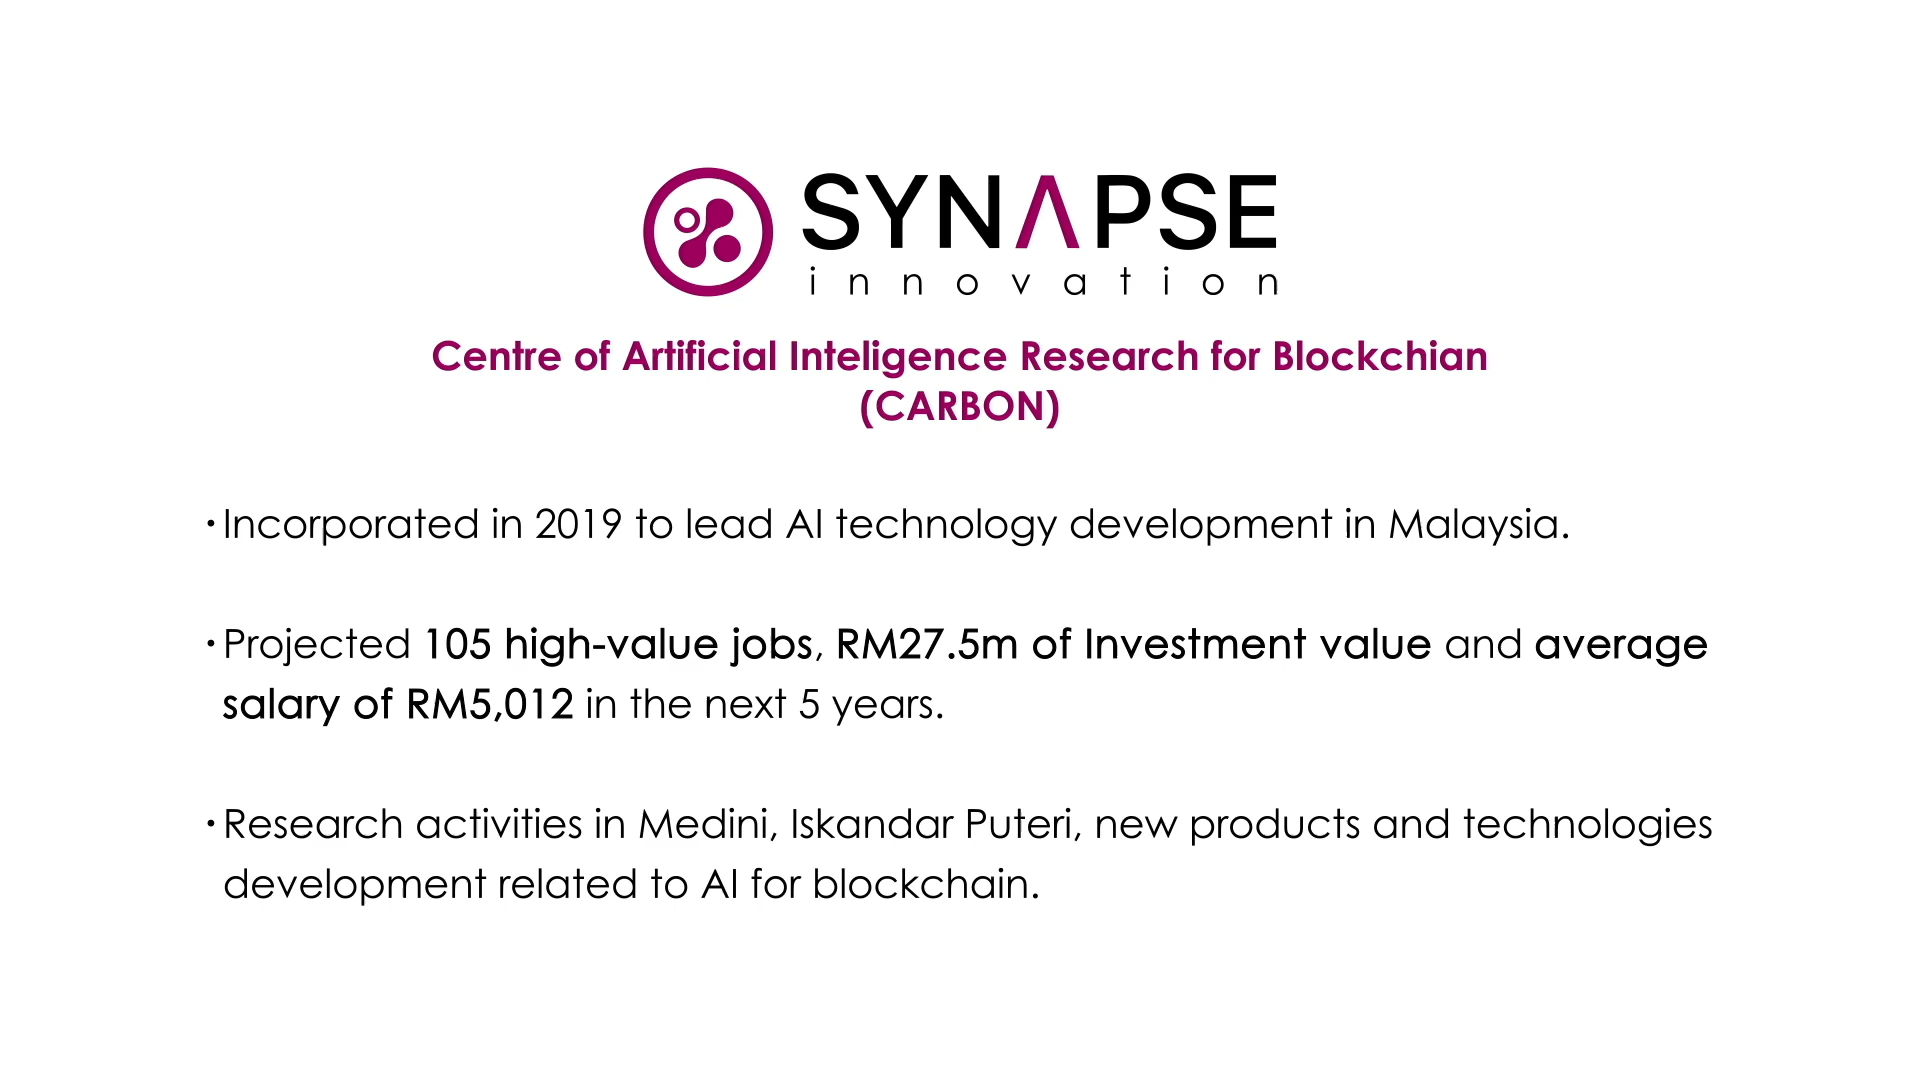 SYNAPSE
innovation
Centre of Artificial Inteligence Research for Blockchian
(CARBON)
· Incorporated in 2019 to lead AI technology development in Malaysia.
· Projected 105 high-value jobs, RM27.5m of Investment value and average
salary of RM5,012 in the next 5 years.
· Research activities in Medini, Iskandar Puteri, new products and technologies
development related to AI for blockchain.